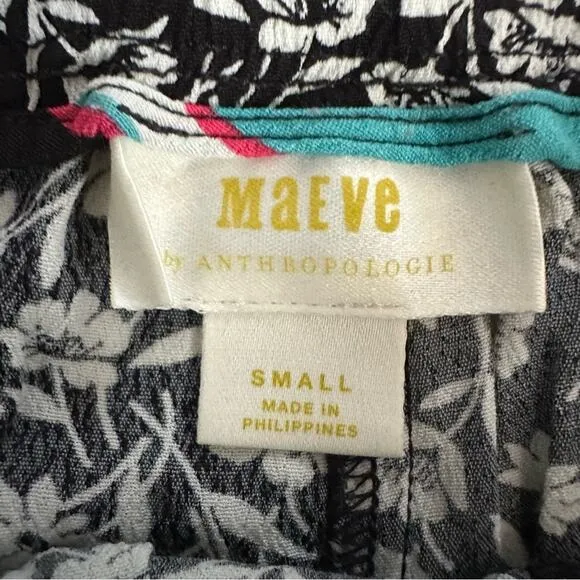 MaEVe
by ANTHROPOLOGIE
SMALL
MADE IN
PHILIPPINES